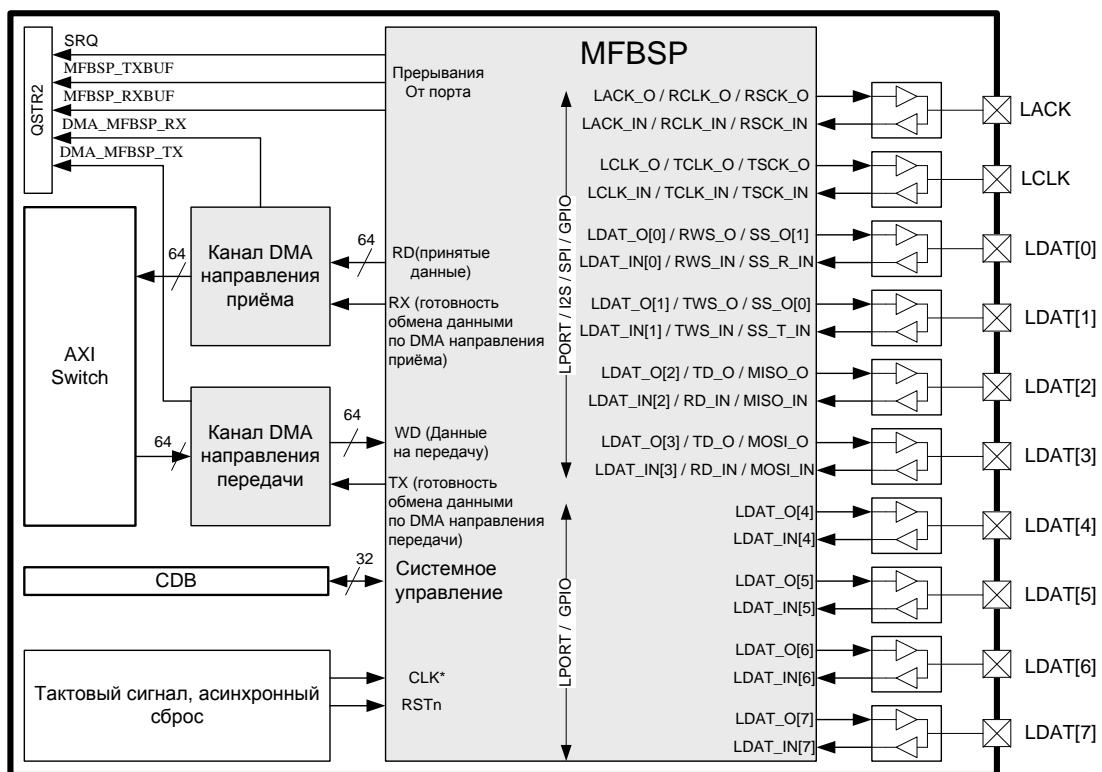 MFBSP
QSTR2
SRQ
MFBSP_TXBUF
MFBSP_RXBUF
DMA_MFBSP_RX
DMA_MFBSP_TX
Прерывания
От порта
AXI
Switch
64
Канал DMA
направления
приёма
64
RD(принятые
данные)
RX (готовность
обмена данными
по DMA направления
приёма)
64
Канал DMA
направления
передачи
64
WD (Данные
на передачу)
TX (готовность
обмена данными
по DMA направления
передачи)
CDB
32
Системное
управление
Тактовый сигнал, асинхронный
сброс
CLK*
RSTn
LPORT / I2S / SPI / GPIO
LPORT / GPIO
LACK_O / RCLK_O / RSCK_O
LACK_IN / RCLK_IN / RSCK_IN
LACK
LCLK_O / TCLK_O / TSCK_O
LCLK_IN / TCLK_IN / TSCK_IN
LCLK
LDAT_O[0] / RWS_O / SS_O[1]
LDAT_IN[0] / RWS_IN / SS_R_IN
LDAT[0]
LDAT_O[1] / TWS_O / SS_O[0]
LDAT_IN[1] / TWS_IN / SS_T_IN
LDAT[1]
LDAT_O[2] / TD_O / MISO_O
LDAT_IN[2] / RD_IN / MISO_IN
LDAT[2]
LDAT_O[3] / TD_O / MOSI_O
LDAT_IN[3] / RD_IN / MOSI_IN
LDAT[3]
LDAT_O[4]
LDAT_IN[4]
LDAT[4]
LDAT_O[5]
LDAT_IN[5]
LDAT[5]
LDAT_O[6]
LDAT_IN[6]
LDAT[6]
LDAT_O[7]
LDAT_IN[7]
LDAT[7]